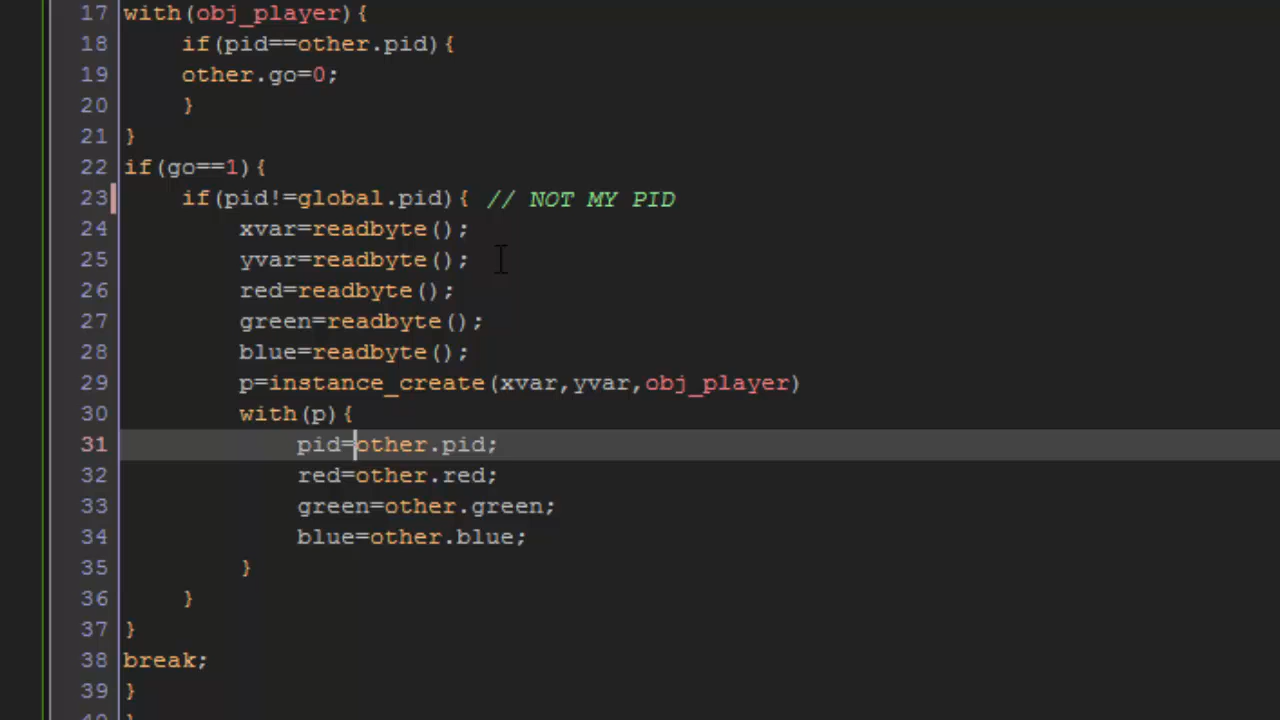 17 with(obj_player){
18     if(pid==other.pid){
19     other.go=0;
20     }
21 }
22 if(go==1){
23     if(pid!=global.pid){ // NOT MY PID
24         xvar=readbyte();
25         yvar=readbyte();
26         red=readbyte();
27         green=readbyte();
28         blue=readbyte();
29         p=instance_create(xvar,yvar,obj_player)
30         with(p){
31             pid=other.pid;
32             red=other.red;
33             green=other.green;
34             blue=other.blue;
35         }
36     }
37 }
38 break;
39 }
40 }